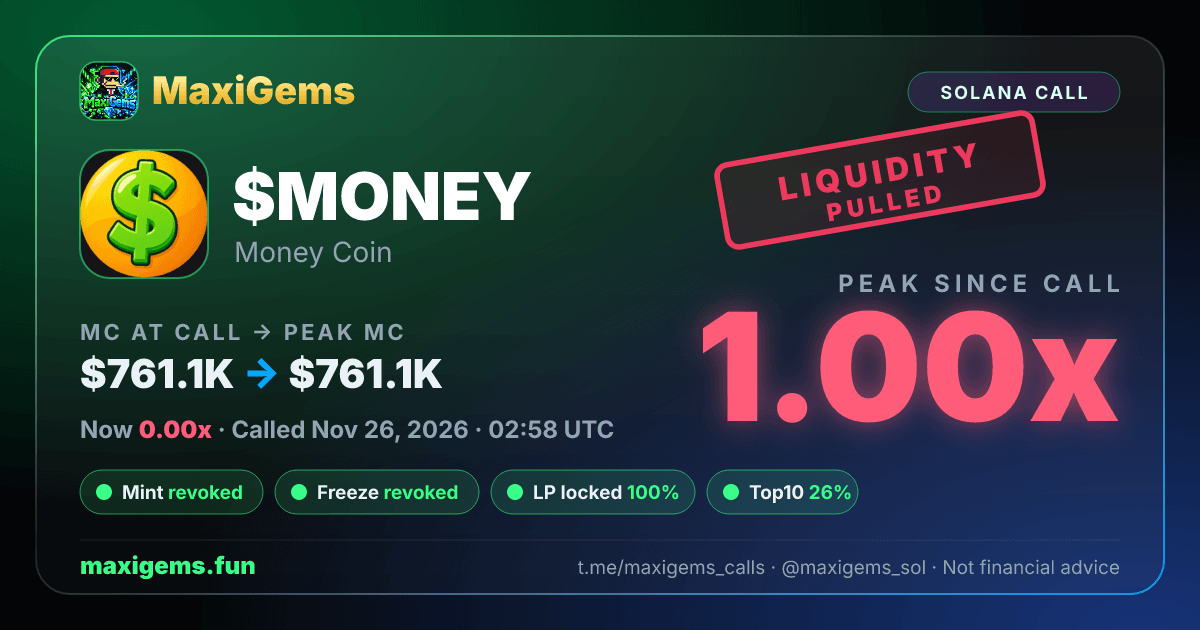 MaxiGems
MaxiGems
SOLANA CALL
LIQUIDITY
PULLED
$MONEY
Money Coin
PEAK SINCE CALL
1.00x
MC AT CALL → PEAK MC
$761.1K → $761.1K
Now 0.00x · Called Nov 26, 2026 · 02:58 UTC
Mint revoked
Freeze revoked
LP locked 100%
Top10 26%
maxigems.fun
t.me/maxigems_calls · @maxigems_sol · Not financial advice